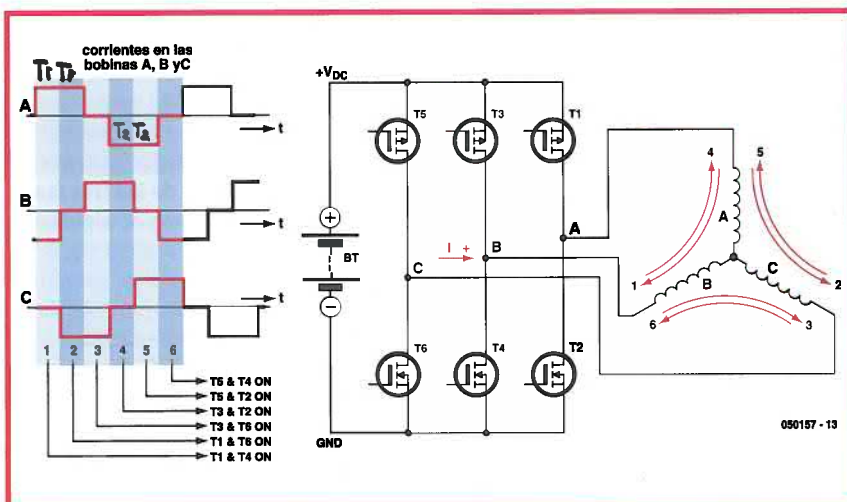 corrientes en las
bobinas A, B yC
T1 T1
A
t
T2 T2
B
t
C
t
1 2 3 4 5 6
T5 & T4 ON
T5 & T2 ON
T3 & T2 ON
T3 & T6 ON
T1 & T6 ON
T1 & T4 ON
+VDC
T5
T3
T1
+
BT
−
I +
A
B
C
T6
T4
T2
GND
4
5
A
B
C
1
2
6
3
050157 - 13